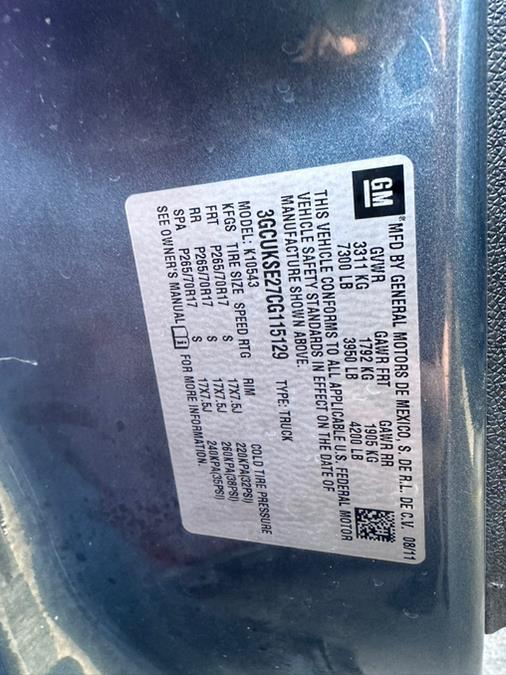 GM
MFD BY GENERAL MOTORS DE MEXICO, S. DE R.L. DE C.V. 08/11
GVWR GAWR FRT GAWR RR
3311 KG 1792 KG 1905 KG
7300 LB 3950 LB 4200 LB
THIS VEHICLE CONFORMS TO ALL APPLICABLE U.S. FEDERAL MOTOR
VEHICLE SAFETY STANDARDS IN EFFECT ON THE DATE OF
MANUFACTURE SHOWN ABOVE.
3GCUKSE27CG115129 TYPE: TRUCK
MODEL: K10543
KFGS TIRE SIZE SPEED RTG RIM COLD TIRE PRESSURE
FRT P265/70R17 S 17X7.5J 220KPA(32PSI)
RR P265/70R17 S 17X7.5J 260KPA(38PSI)
SPA P265/70R17 S 17X7.5J 240KPA(35PSI)
SEE OWNER'S MANUAL FOR MORE INFORMATION.